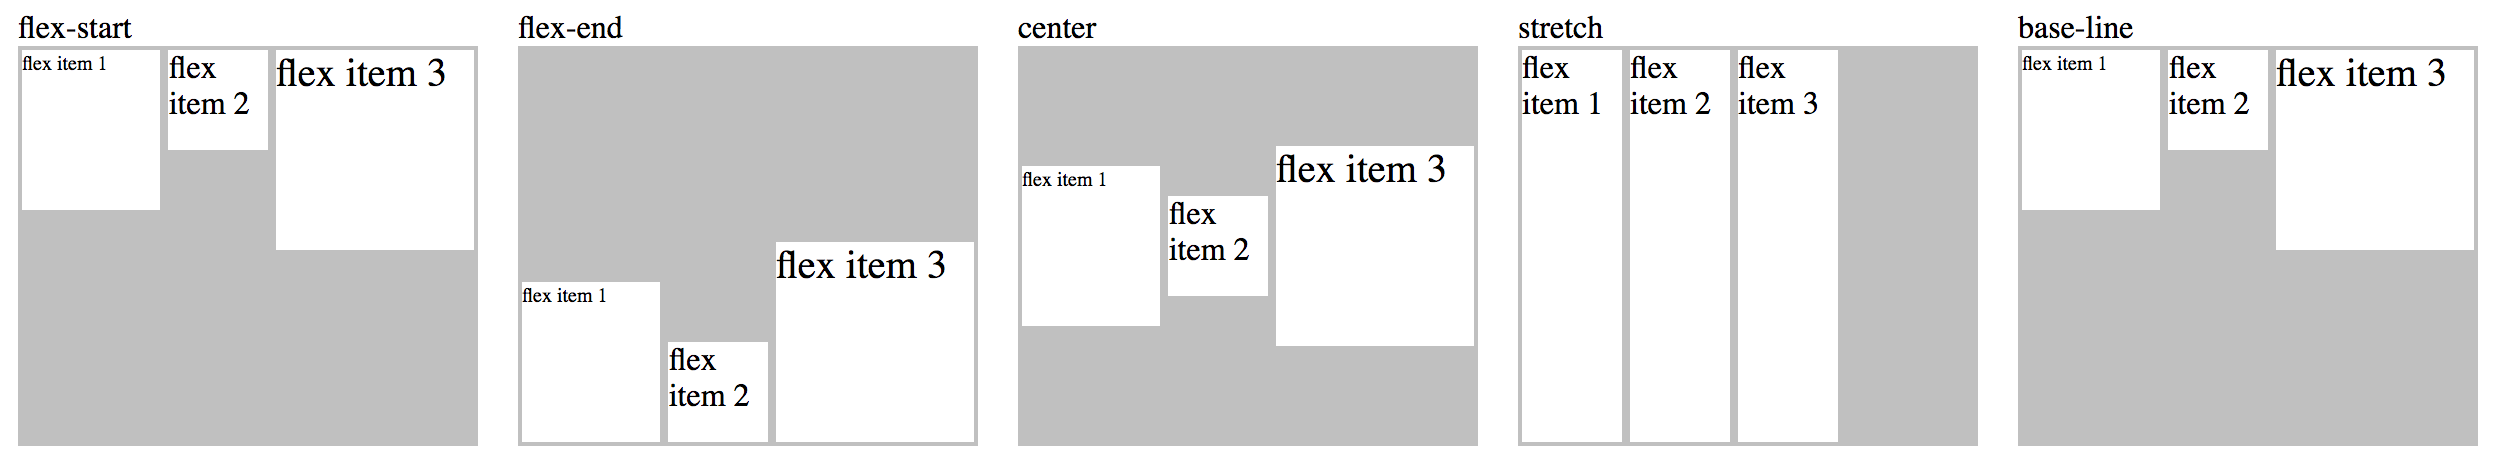 flex-start
flex item 1
flex
item 2
flex item 3
flex-end
flex item 1
flex
item 2
flex item 3
center
flex item 1
flex
item 2
flex item 3
stretch
flex
item 1
flex
item 2
flex
item 3
base-line
flex item 1
flex
item 2
flex item 3